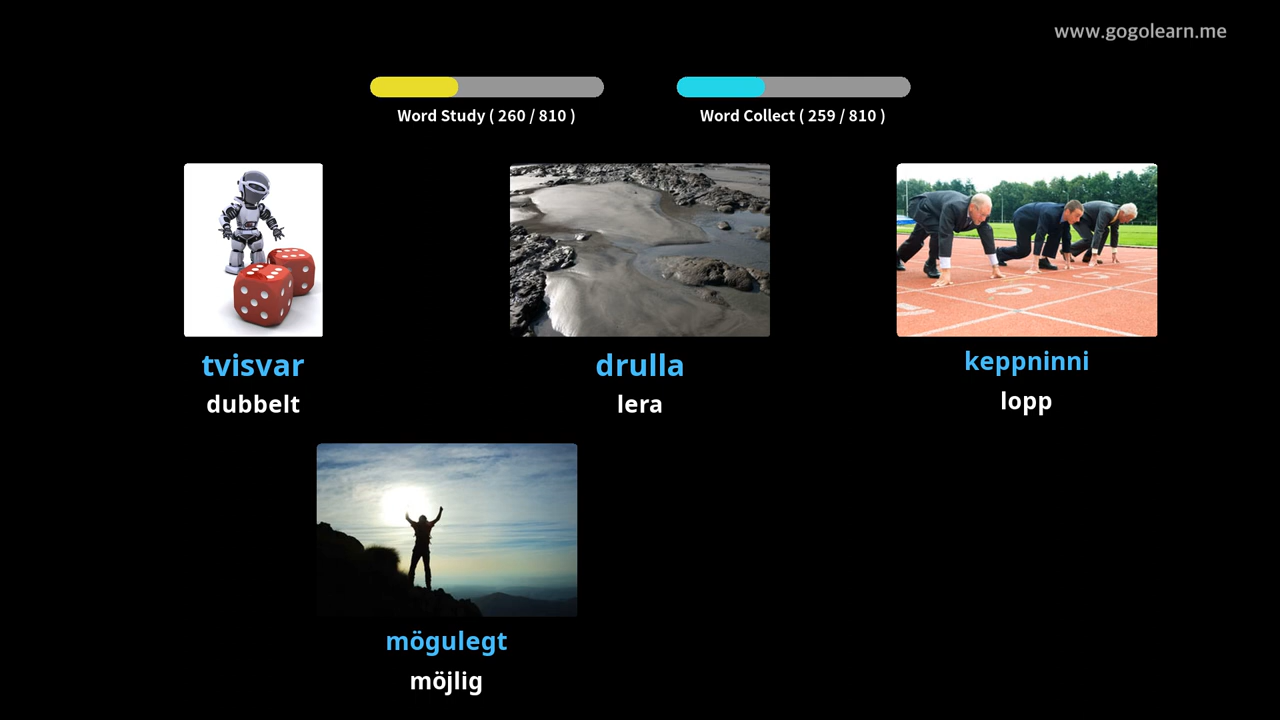 www.gogolearn.me
Word Study ( 260 / 810 )
Word Collect ( 259 / 810 )
tvisvar
dubbelt
drulla
lera
keppninni
lopp
mögulegt
möjlig